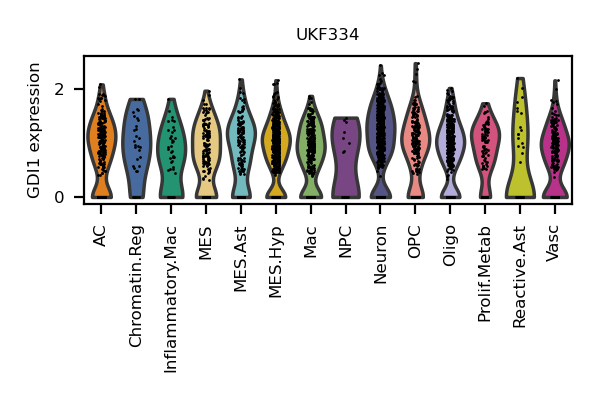 UKF334
GDI1 expression
2
0
AC
Chromatin.Reg
Inflammatory.Mac
MES
MES.Ast
MES.Hyp
Mac
NPC
Neuron
OPC
Oligo
Prolif.Metab
Reactive.Ast
Vasc